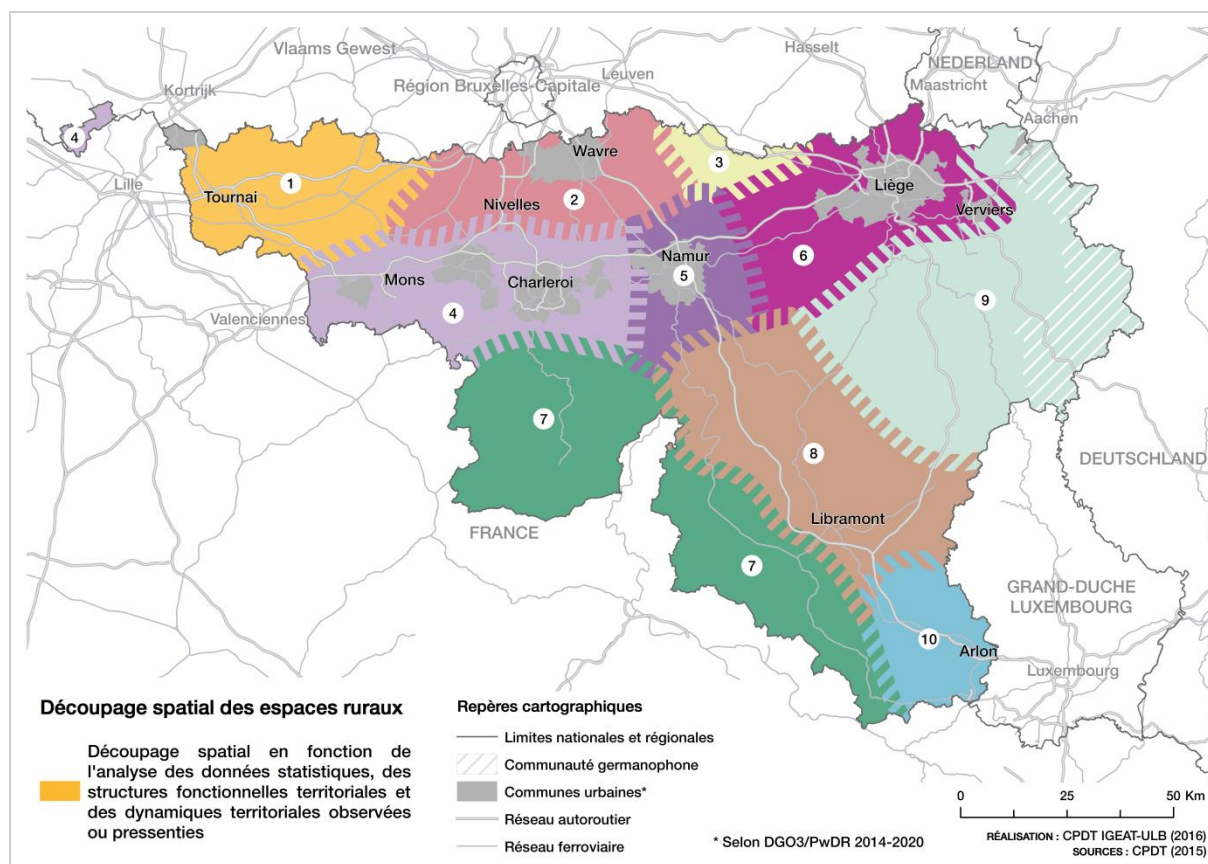 Vlaams Gewest
Hasselt
NEDERLAND
Leuven
Kortrijk
Région Bruxelles-Capitale
Maastricht
Aachen
4
Wavre
3
Lille
1
Liège
Tournai
2
Nivelles
Verviers
Namur
6
Mons
Charleroi
5
4
9
Valenciennes
7
8
DEUTSCHLAND
Libramont
FRANCE
7
GRAND-DUCHE
LUXEMBOURG
10
Arlon
Luxembourg
Découpage spatial des espaces ruraux
Découpage spatial en fonction de
l'analyse des données statistiques, des
structures fonctionnelles territoriales et
des dynamiques territoriales observées
ou pressenties
Repères cartographiques
Limites nationales et régionales
Communauté germanophone
Communes urbaines*
Réseau autoroutier
Réseau ferroviaire
* Selon DGO3/PwDR 2014-2020
0 25 50 Km
RÉALISATION : CPDT IGEAT-ULB (2016)
SOURCES : CPDT (2015)